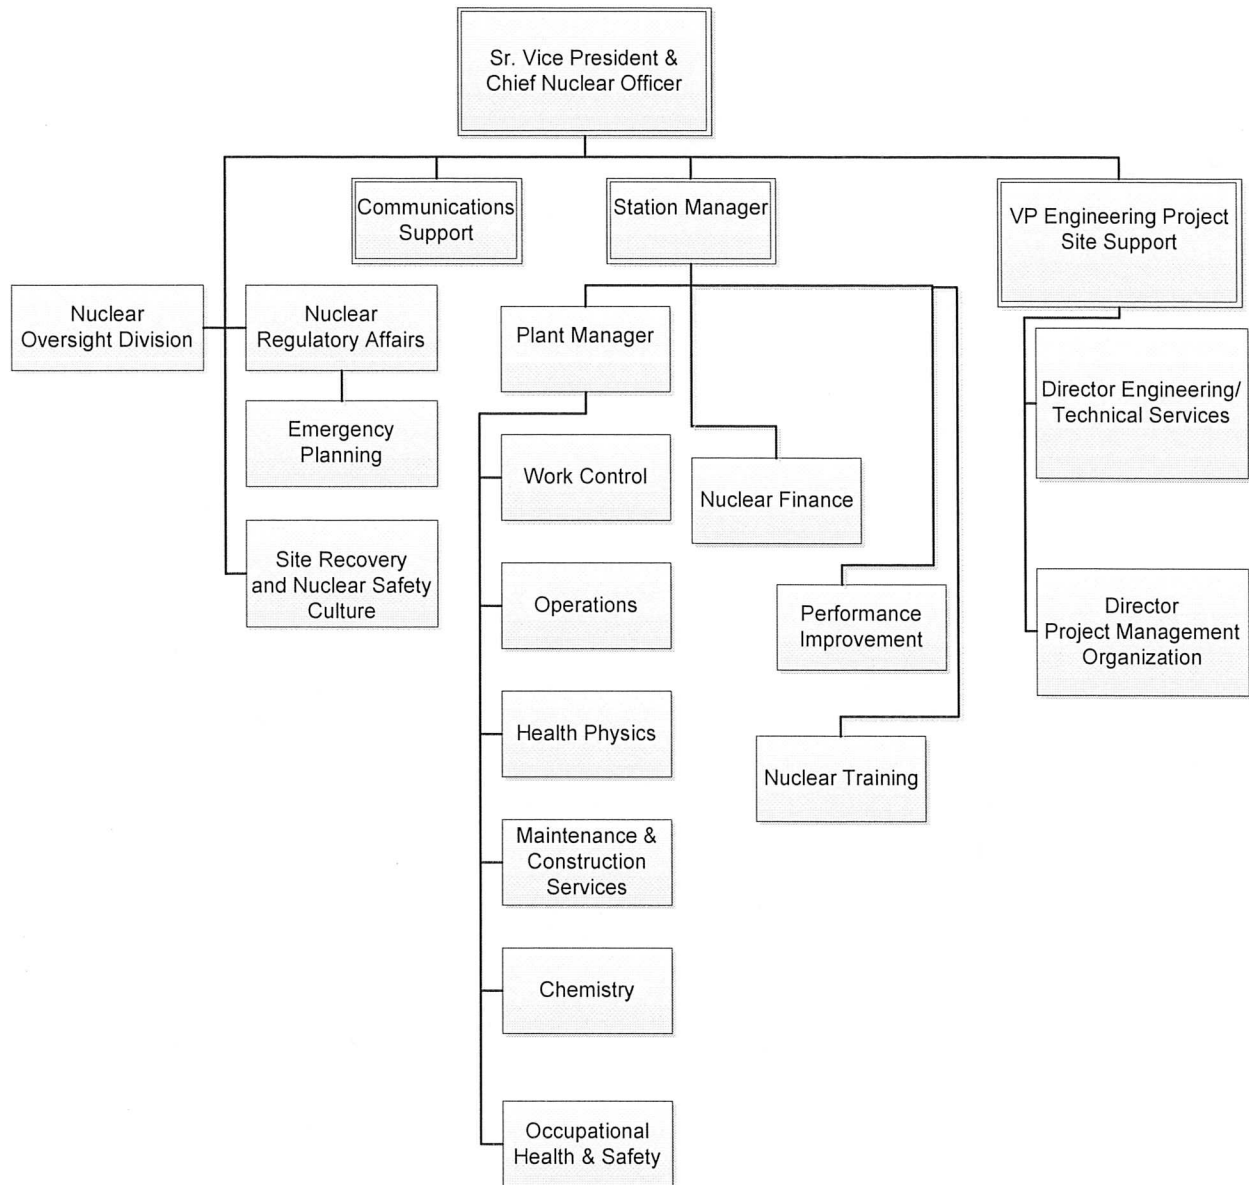 Sr. Vice President &
Chief Nuclear Officer
Communications
Support
Station Manager
VP Engineering Project
Site Support
Nuclear
Oversight Division
Nuclear
Regulatory Affairs
Plant Manager
Emergency
Planning
Director Engineering/
Technical Services
Work Control
Nuclear Finance
Site Recovery
and Nuclear Safety
Culture
Operations
Performance
Improvement
Director
Project Management
Organization
Health Physics
Nuclear Training
Maintenance &
Construction
Services
Chemistry
Occupational
Health & Safety